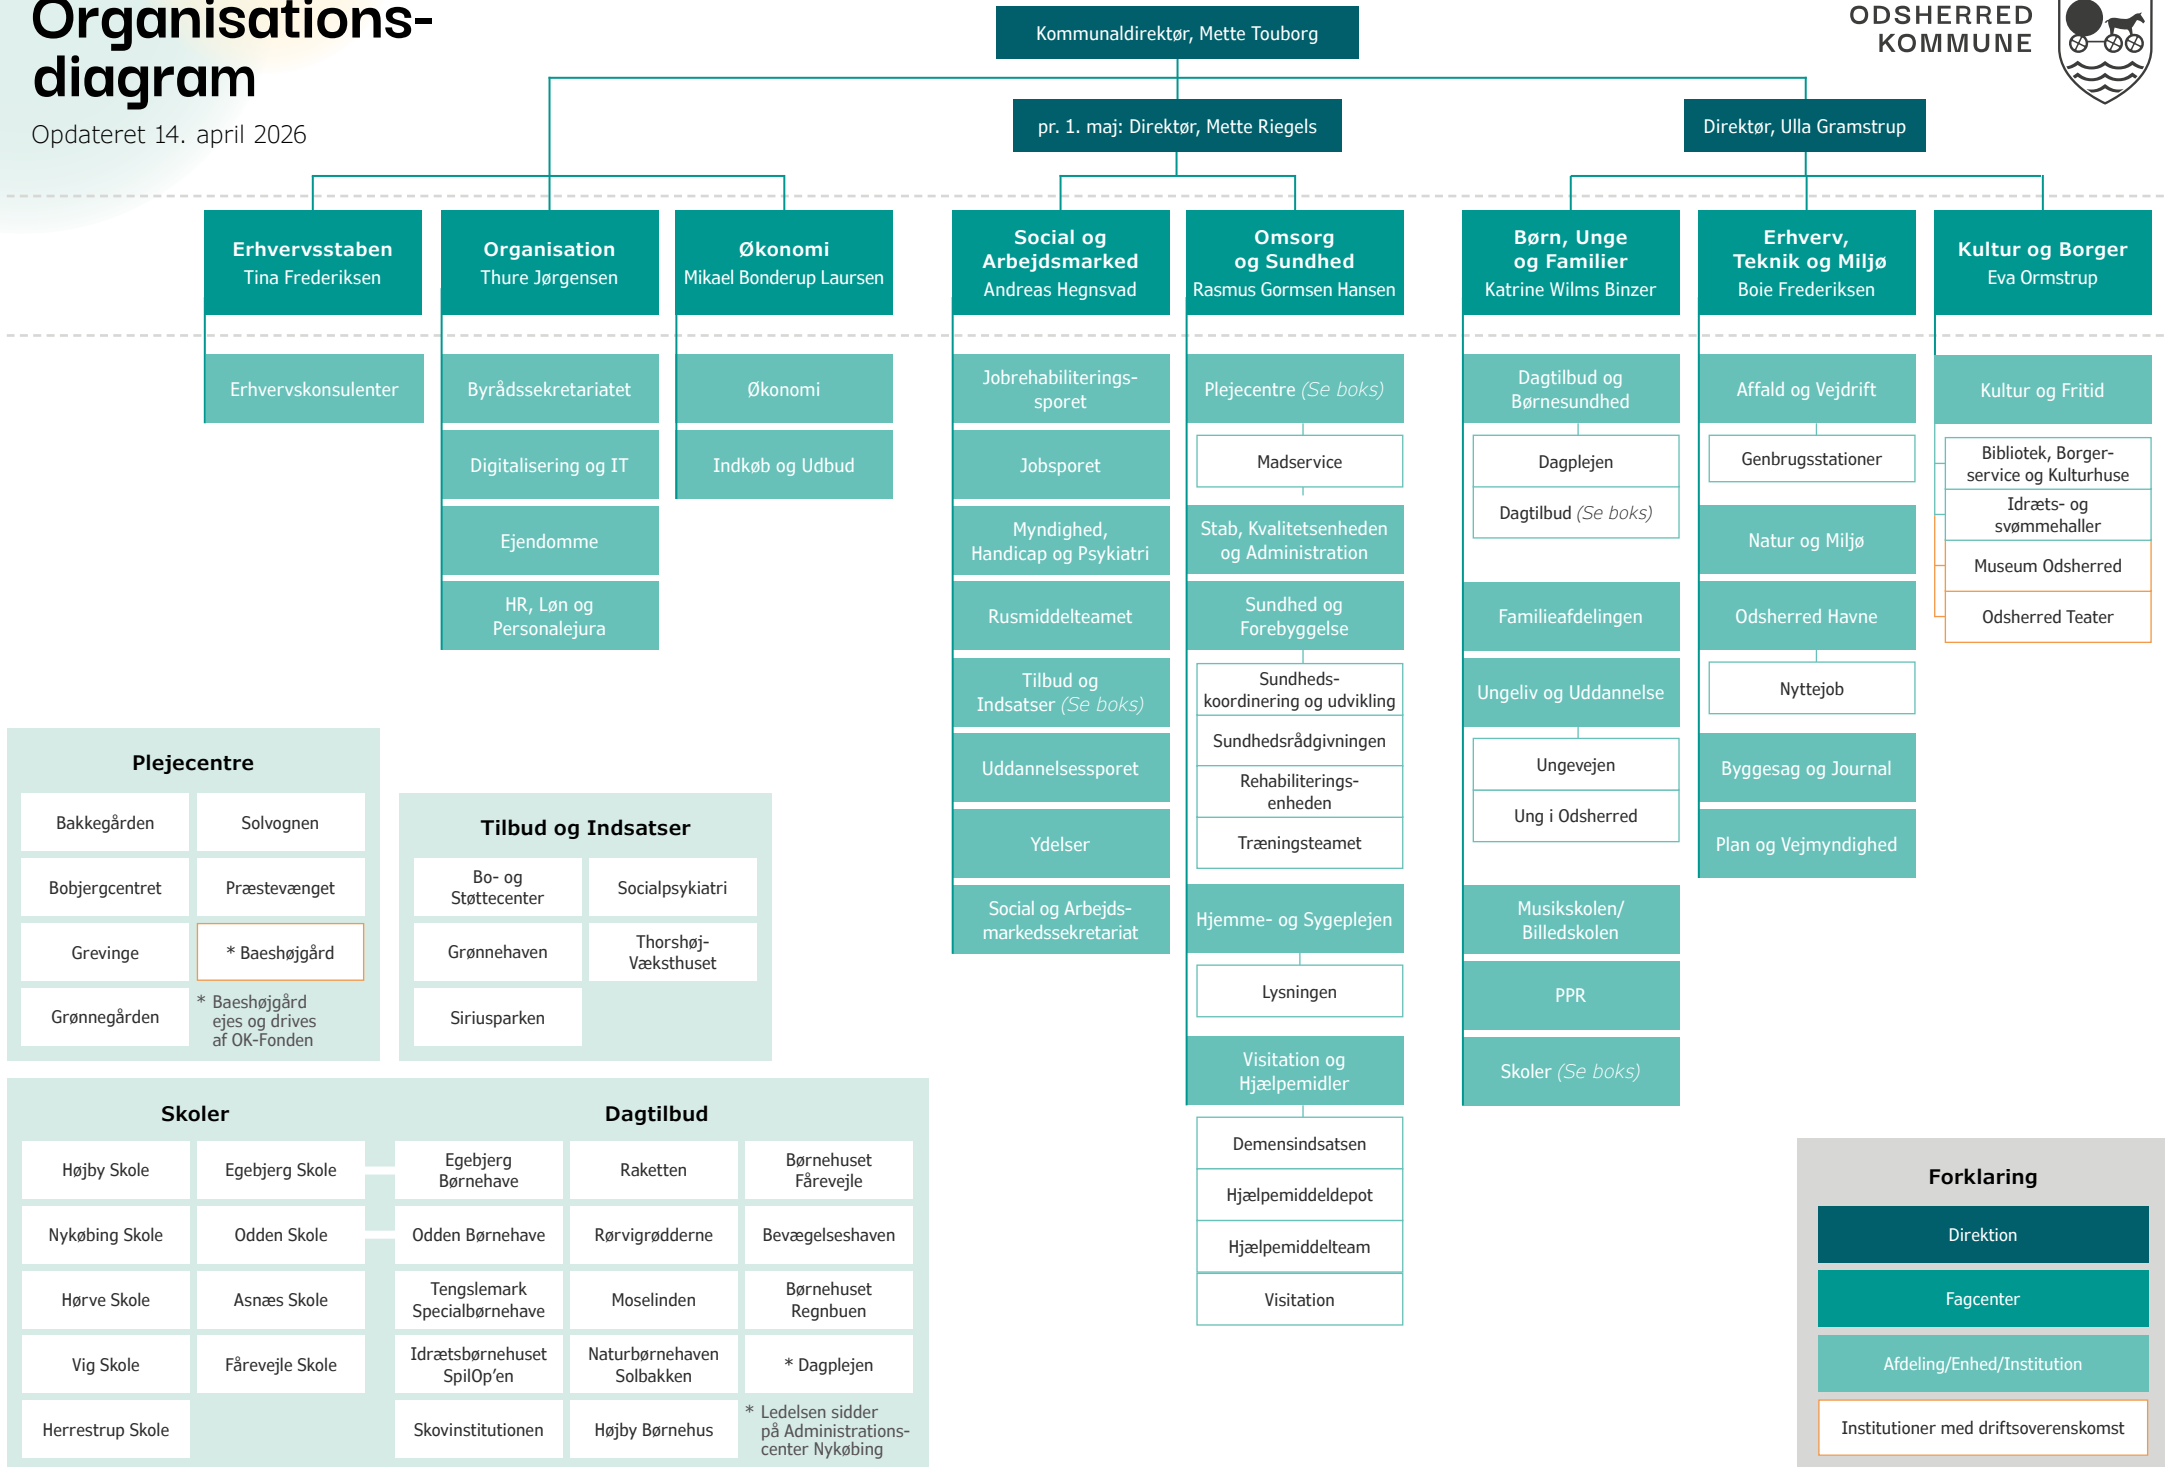 Organisations-
diagram
Opdateret 14. april 2026
ODSHERRED
KOMMUNE
Kommunaldirektør, Mette Touborg
pr. 1. maj: Direktør, Mette Riegels
Direktør, Ulla Gramstrup
Erhvervsstaben
Tina Frederiksen
Organisation
Thure Jørgensen
Økonomi
Mikael Bonderup Laursen
Social og
Arbejdsmarked
Andreas Hegnsvad
Omsorg
og Sundhed
Rasmus Gormsen Hansen
Børn, Unge
og Familier
Katrine Wilms Binzer
Erhverv,
Teknik og Miljø
Boie Frederiksen
Kultur og Borger
Eva Ormstrup
Erhvervskonsulenter
Byrådssekretariatet
Digitalisering og IT
Ejendomme
HR, Løn og
Personalejura
Økonomi
Indkøb og Udbud
Jobrehabiliterings-
sporet
Jobsporet
Myndighed,
Handicap og Psykiatri
Rusmiddelteamet
Tilbud og
Indsatser (Se boks)
Uddannelsessporet
Ydelser
Social og Arbejds-
markedssekretariat
Plejecentre (Se boks)
Madservice
Stab, Kvalitetsenheden
og Administration
Sundhed og
Forebyggelse
Sundheds-
koordinering og udvikling
Sundhedsrådgivningen
Rehabiliterings-
enheden
Træningsteamet
Hjemme- og Sygeplejen
Lysningen
Visitation og
Hjælpemidler
Demensindsatsen
Hjælpemiddeldepot
Hjælpemiddelteam
Visitation
Dagtilbud og
Børnesundhed
Dagplejen
Dagtilbud (Se boks)
Familieafdelingen
Ungeliv og Uddannelse
Ungevejen
Ung i Odsherred
Musikskolen/
Billedskolen
PPR
Skoler (Se boks)
Affald og Vejdrift
Genbrugsstationer
Natur og Miljø
Odsherred Havne
Nyttejob
Byggesag og Journal
Plan og Vejmyndighed
Kultur og Fritid
Bibliotek, Borger-
service og Kulturhuse
Idræts- og
svømmehaller
Museum Odsherred
Odsherred Teater
Plejecentre
Bakkegården
Solvognen
Bobjergcentret
Præstevænget
Grevinge
* Baeshøjgård
Grønnegården
* Baeshøjgård
ejes og drives
af OK-Fonden
Tilbud og Indsatser
Bo- og
Støttecenter
Socialpsykiatri
Grønnehaven
Thorshøj-
Væksthuset
Siriusparken
Skoler
Højby Skole
Egebjerg Skole
Nykøbing Skole
Odden Skole
Hørve Skole
Asnæs Skole
Vig Skole
Fårevejle Skole
Herrestrup Skole
Dagtilbud
Egebjerg
Børnehave
Raketten
Børnehuset
Fårevejle
Odden Børnehave
Rørvigrødderne
Bevægelseshaven
Tengslemark
Specialbørnehave
Moselinden
Børnehuset
Regnbuen
Idrætsbørnehuset
SpilOp’en
Naturbørnehaven
Solbakken
* Dagplejen
Skovinstitutionen
Højby Børnehus
* Ledelsen sidder
på Administrations-
center Nykøbing
Forklaring
Direktion
Fagcenter
Afdeling/Enhed/Institution
Institutioner med driftsoverenskomst